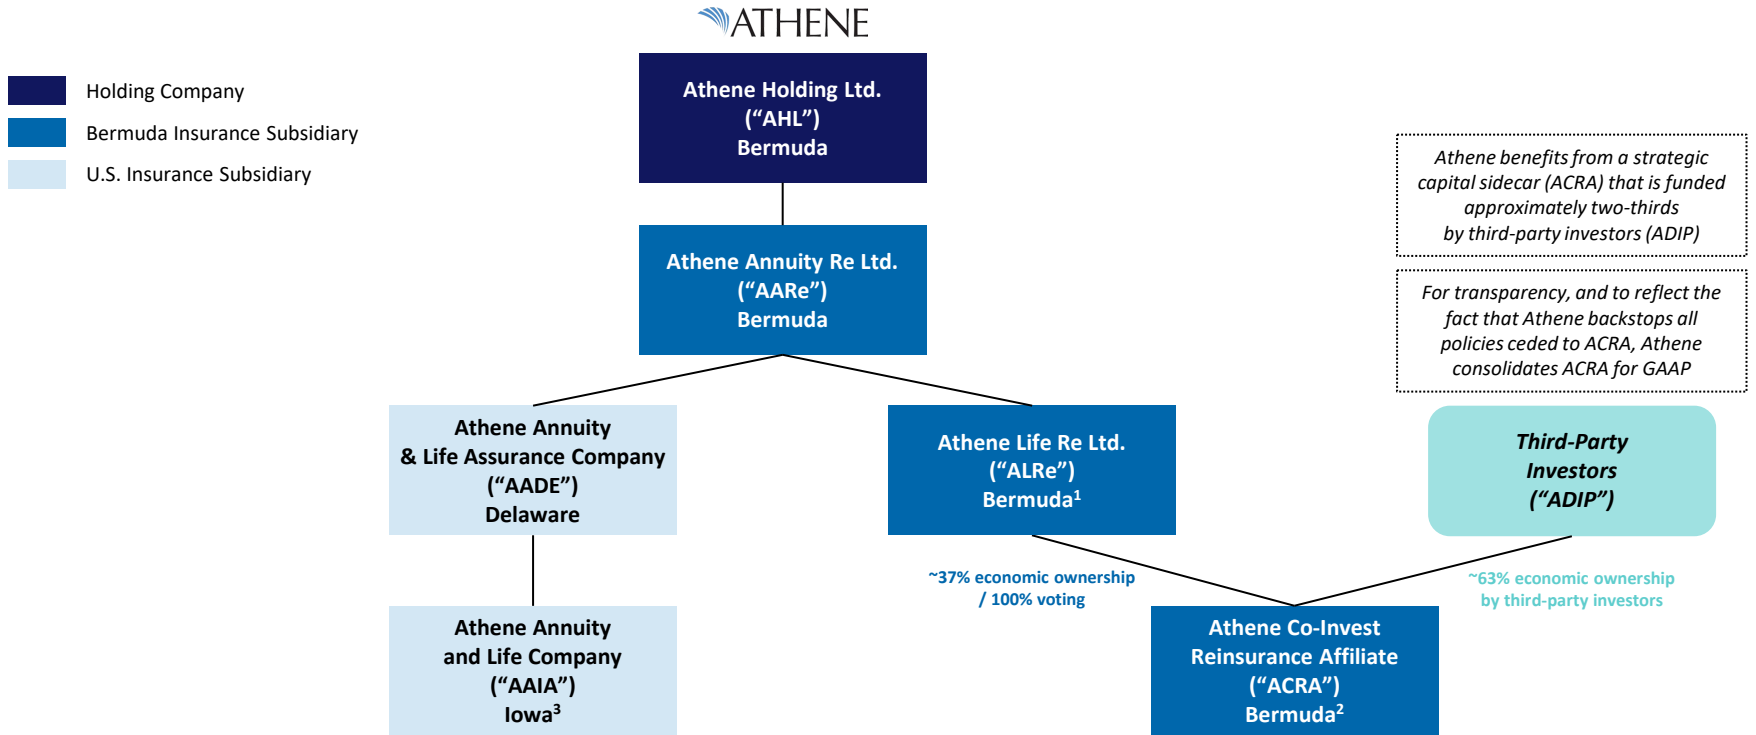 ATHENE
Holding Company
Bermuda Insurance Subsidiary
U.S. Insurance Subsidiary
Athene Holding Ltd.
(“AHL”)
Bermuda
Athene Annuity Re Ltd.
(“AARe”)
Bermuda
Athene benefits from a strategic
capital sidecar (ACRA) that is funded
approximately two-thirds
by third-party investors (ADIP)
For transparency, and to reflect the
fact that Athene backstops all
policies ceded to ACRA, Athene
consolidates ACRA for GAAP
Athene Annuity
& Life Assurance Company
(“AADE”)
Delaware
Athene Life Re Ltd.
(“ALRe”)
Bermuda¹
Third-Party
Investors
(“ADIP”)
~37% economic ownership
/ 100% voting
~63% economic ownership
by third-party investors
Athene Annuity
and Life Company
(“AAIA”)
Iowa³
Athene Co-Invest
Reinsurance Affiliate
(“ACRA”)
Bermuda²